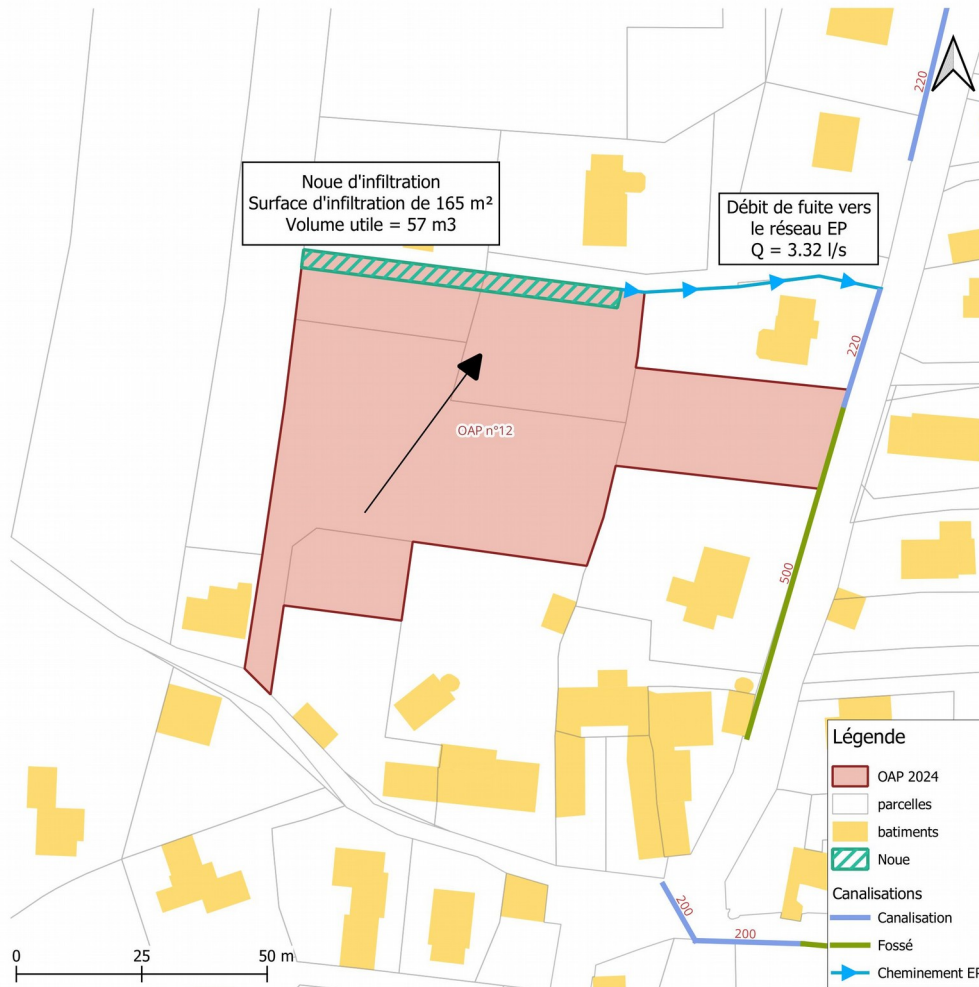 220
Noue d'infiltration
Surface d'infiltration de 165 m²
Volume utile = 57 m3
Débit de fuite vers
le réseau EP
Q = 3.32 l/s
220
OAP n°12
500
200
200
Légende
OAP 2024
parcelles
batiments
Noue
Canalisations
Canalisation
Fossé
Cheminement EP
0 25 50 m